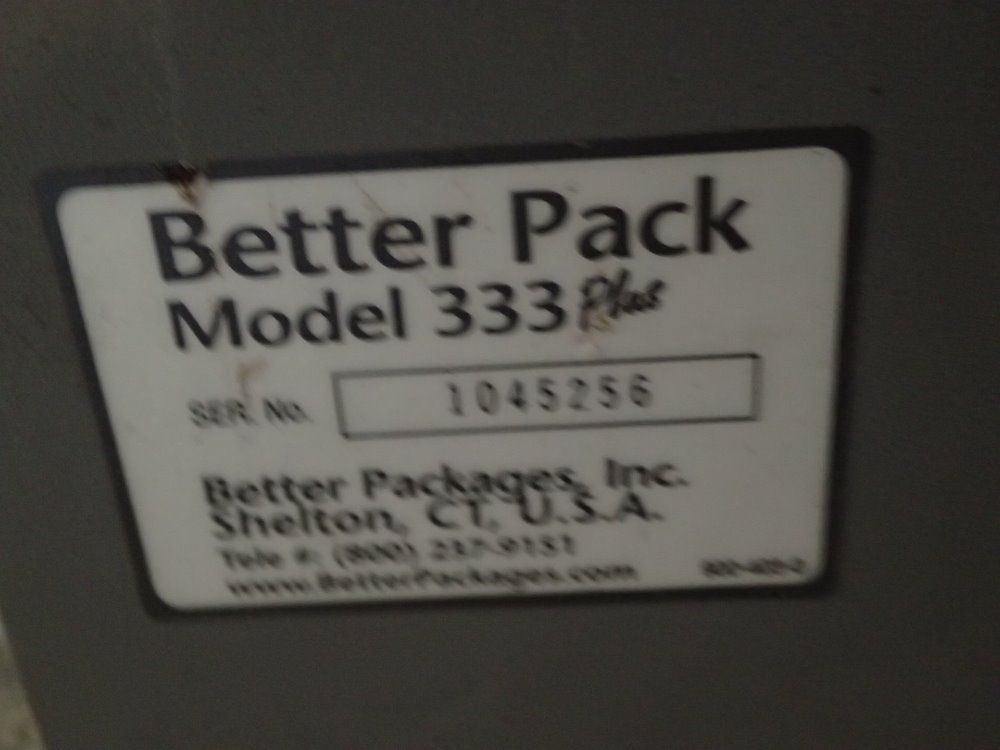 Better Pack
Model 333 Plus
SER. No. 1045256
Better Packages, Inc.
Shelton, CT, U.S.A.
Tele #: (800) 237-9151
www.BetterPackages.com